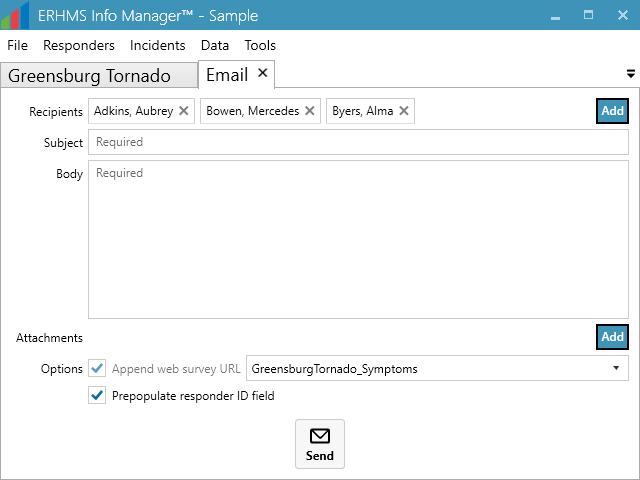 ERHMS Info Manager™ - Sample
File Responders Incidents Data Tools
Greensburg Tornado Email
Recipients Adkins, Aubrey Bowen, Mercedes Byers, Alma Add
Subject Required
Body Required
Attachments Add
Options Append web survey URL GreensburgTornado_Symptoms
Prepopulate responder ID field
Send